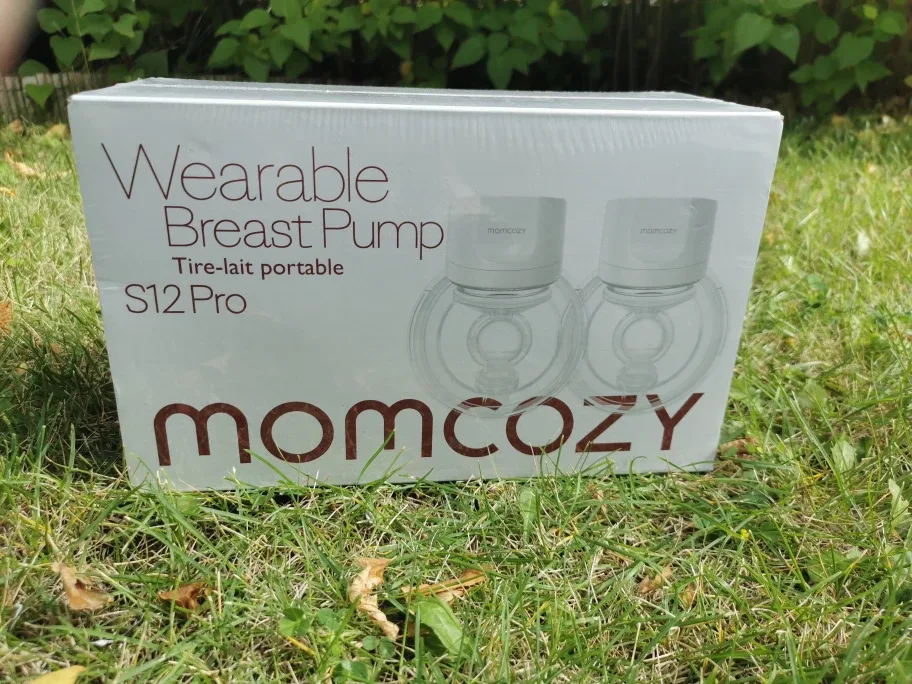 Wearable
Breast Pump
Tire-lait portable
S12 Pro
momcozy
momcozy
momcozy